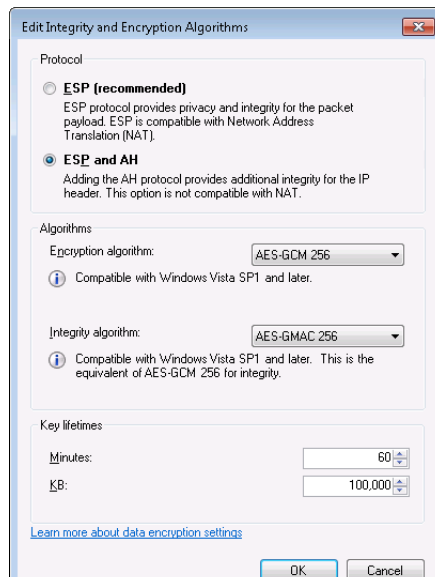 Edit Integrity and Encryption Algorithms
Protocol
ESP (recommended)
ESP protocol provides privacy and integrity for the packet
payload. ESP is compatible with Network Address
Translation (NAT).
ESP and AH
Adding the AH protocol provides additional integrity for the IP
header. This option is not compatible with NAT.
Algorithms
Encryption algorithm: AES-GCM 256
Compatible with Windows Vista SP1 and later.
Integrity algorithm: AES-GMAC 256
Compatible with Windows Vista SP1 and later. This is the
equivalent of AES-GCM 256 for integrity.
Key lifetimes
Minutes: 60
KB: 100,000
Learn more about data encryption settings
OK Cancel